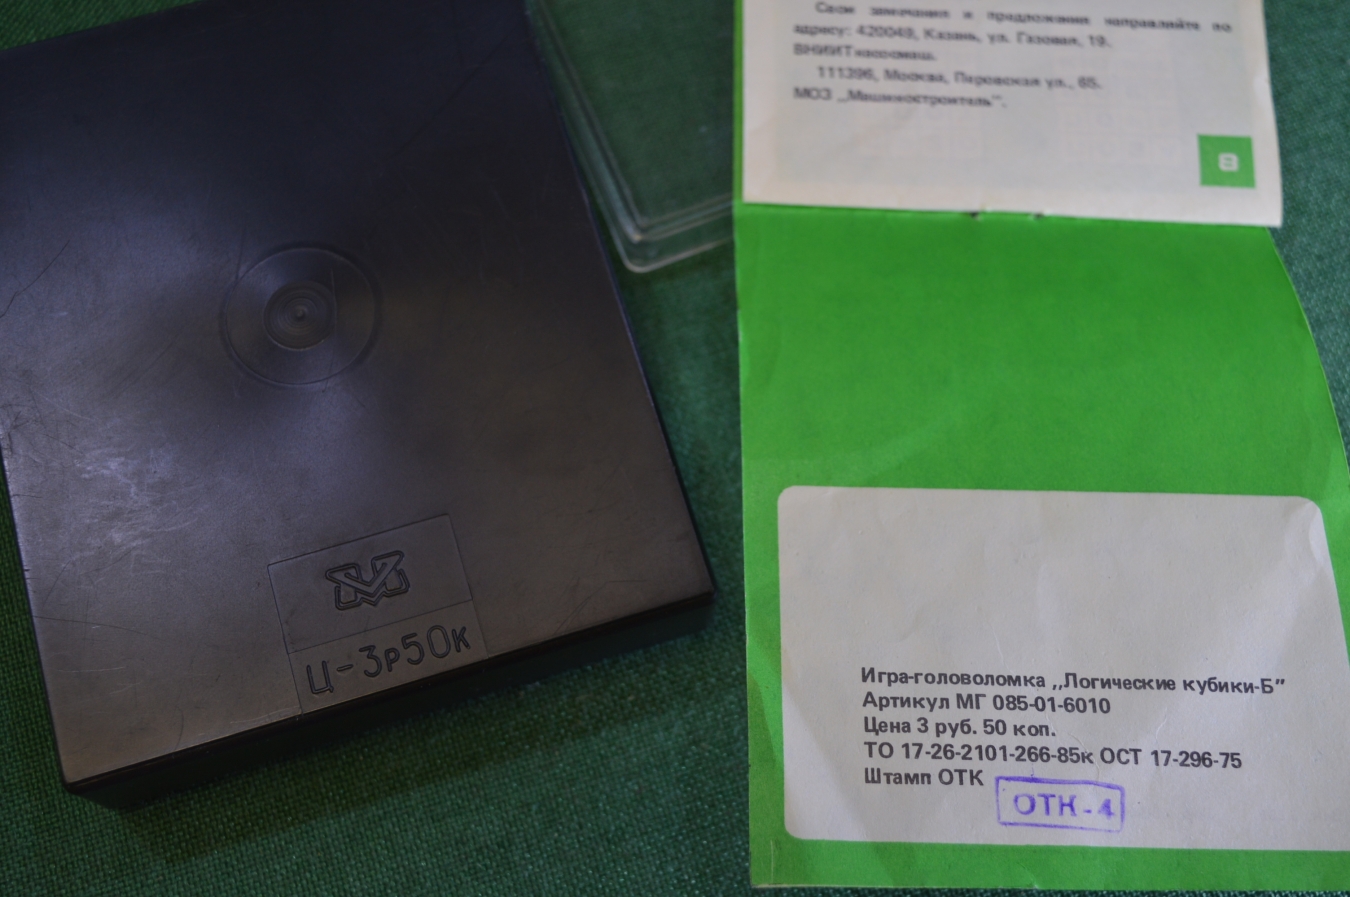 Свои замечания и предложения направляйте по
адресу: 420049, Казань, ул. Газовая, 19.
ВНИИТнасосмаш.
111396, Москва, Перовская ул., 65.
МОЗ „Машиностроитель”.
Ц-3р50к
Игра-головоломка „Логические кубики-Б”
Артикул МГ 085-01-6010
Цена 3 руб. 50 коп.
ТО 17-26-2101-266-85к ОСТ 17-296-75
Штамп ОТК
ОТК-4